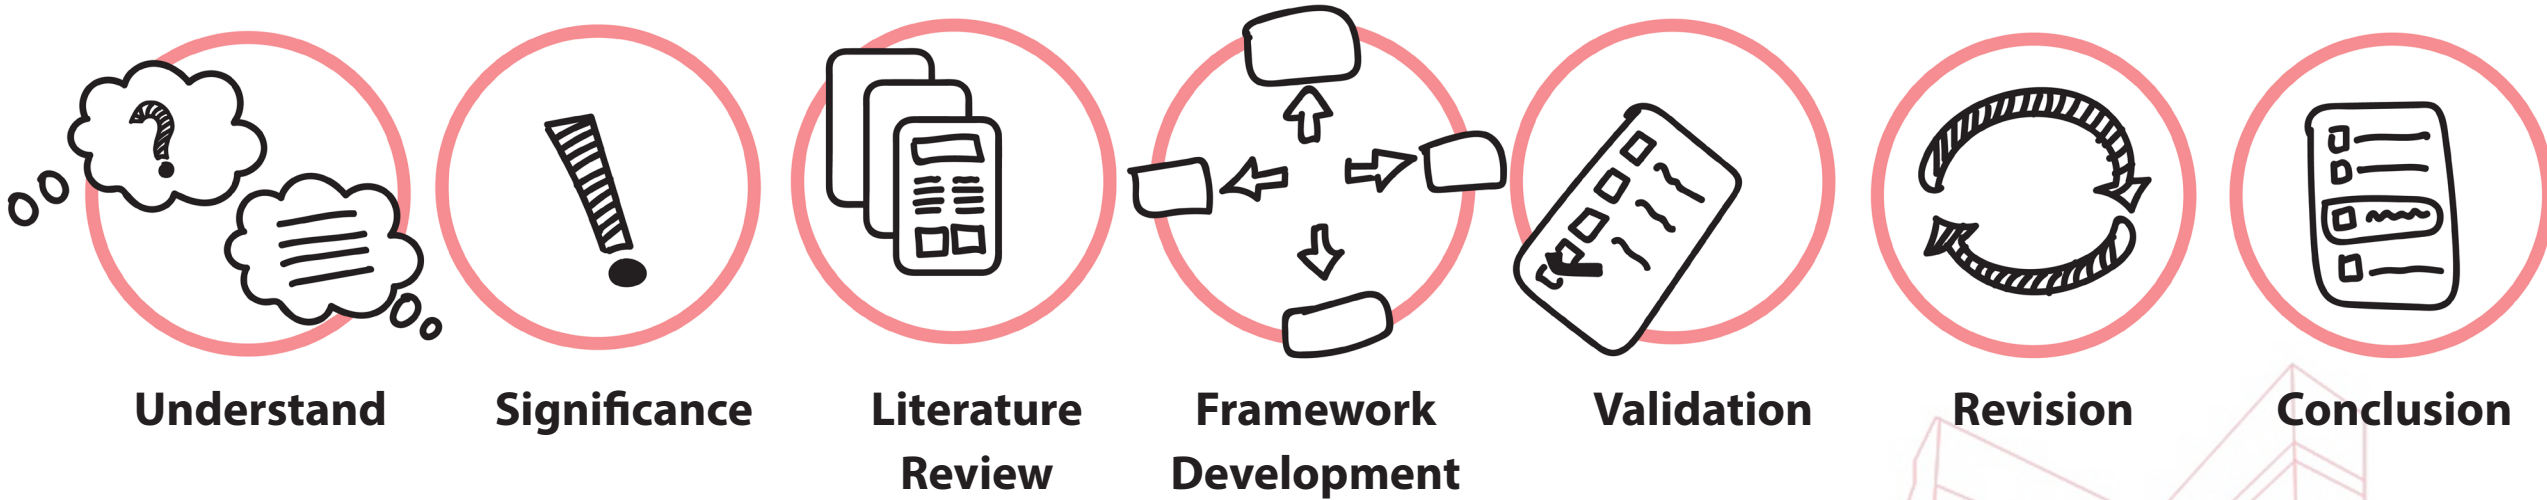 Understand
Significance
Literature
Review
Framework
Development
Validation
Revision
Conclusion